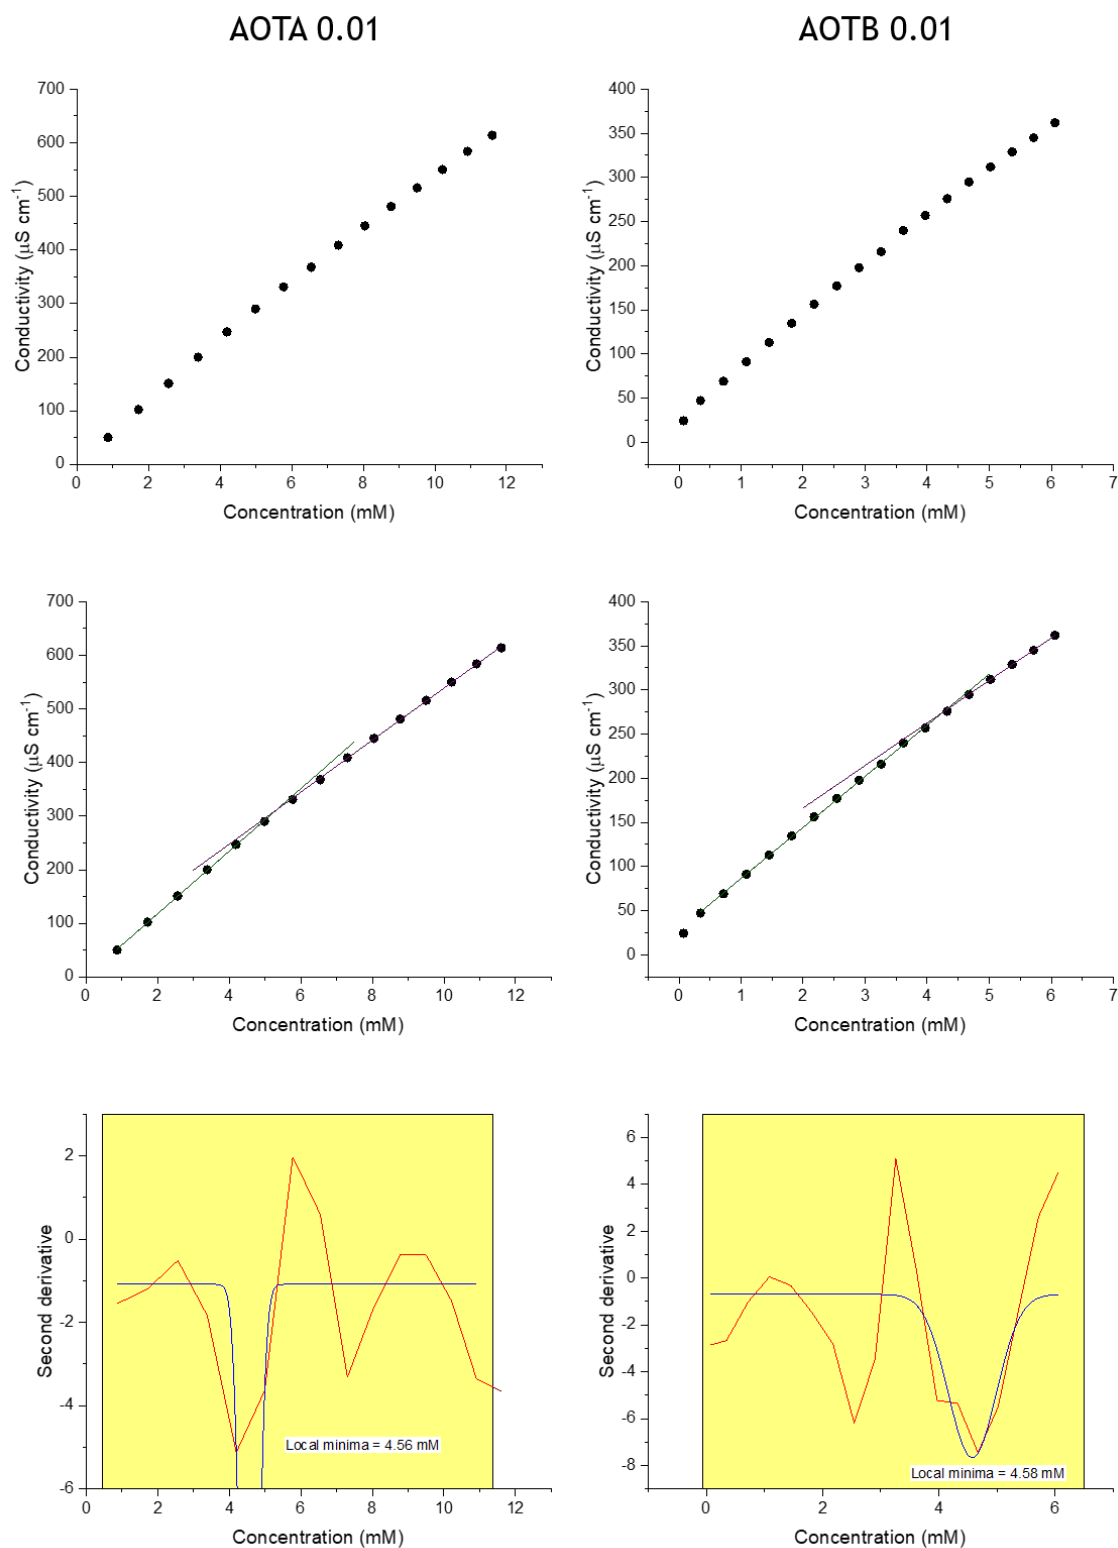 AOTA 0.01
AOTB 0.01
700
600
500
400
300
200
100
0
Conductivity (μS cm⁻¹)
0 2 4 6 8 10 12
Concentration (mM)
400
350
300
250
200
150
100
50
0
Conductivity (μS cm⁻¹)
0 1 2 3 4 5 6 7
Concentration (mM)
700
600
500
400
300
200
100
0
Conductivity (μS cm⁻¹)
0 2 4 6 8 10 12
Concentration (mM)
400
350
300
250
200
150
100
50
0
Conductivity (μS cm⁻¹)
0 1 2 3 4 5 6 7
Concentration (mM)
2
0
-2
-4
-6
Second derivative
Local minima = 4.56 mM
0 2 4 6 8 10 12
Concentration (mM)
6
4
2
0
-2
-4
-6
-8
Second derivative
Local minima = 4.58 mM
0 2 4 6
Concentration (mM)